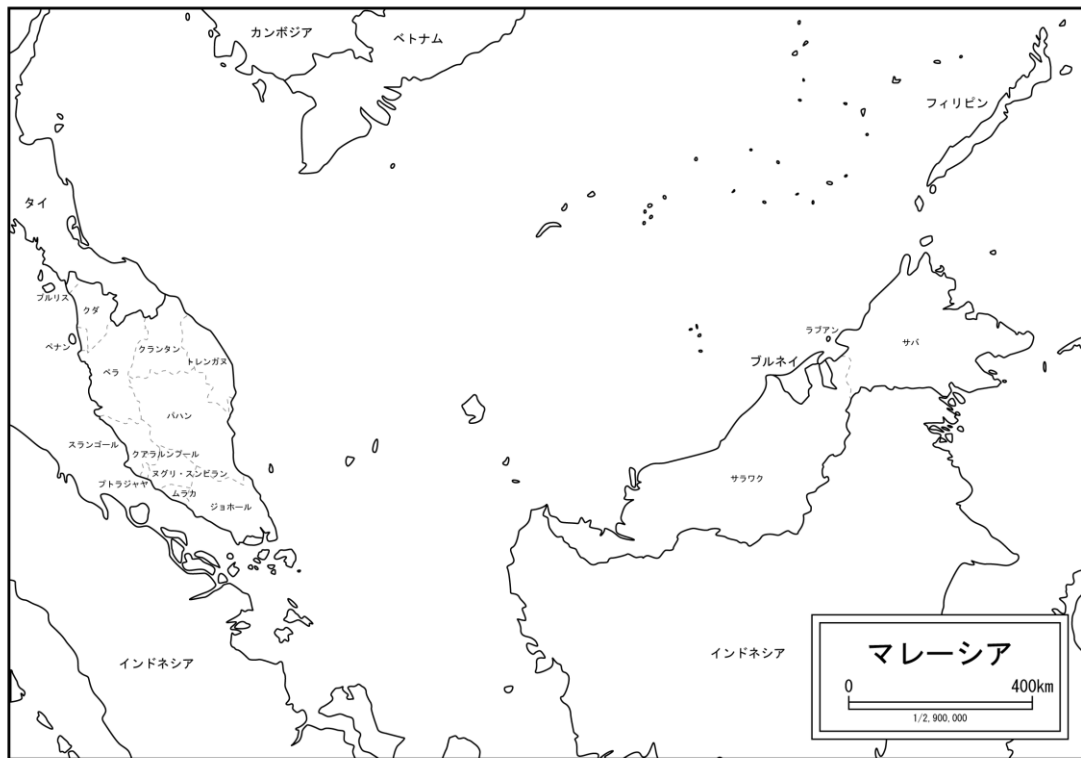 カンボジア
ベトナム
フィリピン
タイ
プルリス
クダ
ペナン
クランタン
トレンガヌ
ペラ
パハン
ラブアン
サバ
ブルネイ
スランゴール
クアラルンプール
ヌグリ・スンビラン
プトラジャヤ
ムラカ
ジョホール
サラワク
インドネシア
インドネシア
マレーシア
0 400km
1/2,900,000